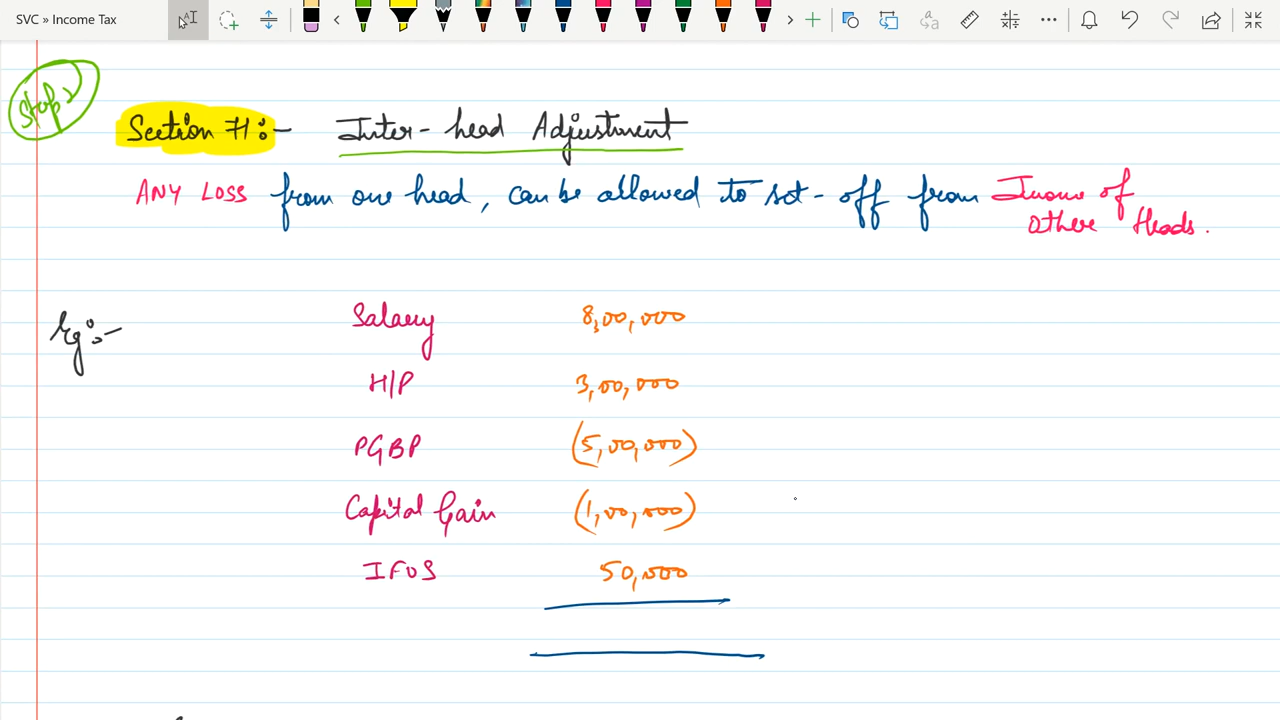 SVC » Income Tax
Step 2
Section 71:- Inter-head Adjustment
ANY LOSS from one head, can be allowed to set-off from Income of
Other Heads.
Eg:-
Salary 8,00,000
H/P 3,00,000
PGBP (5,00,000)
Capital Gain (1,00,000)
IFOS 50,000